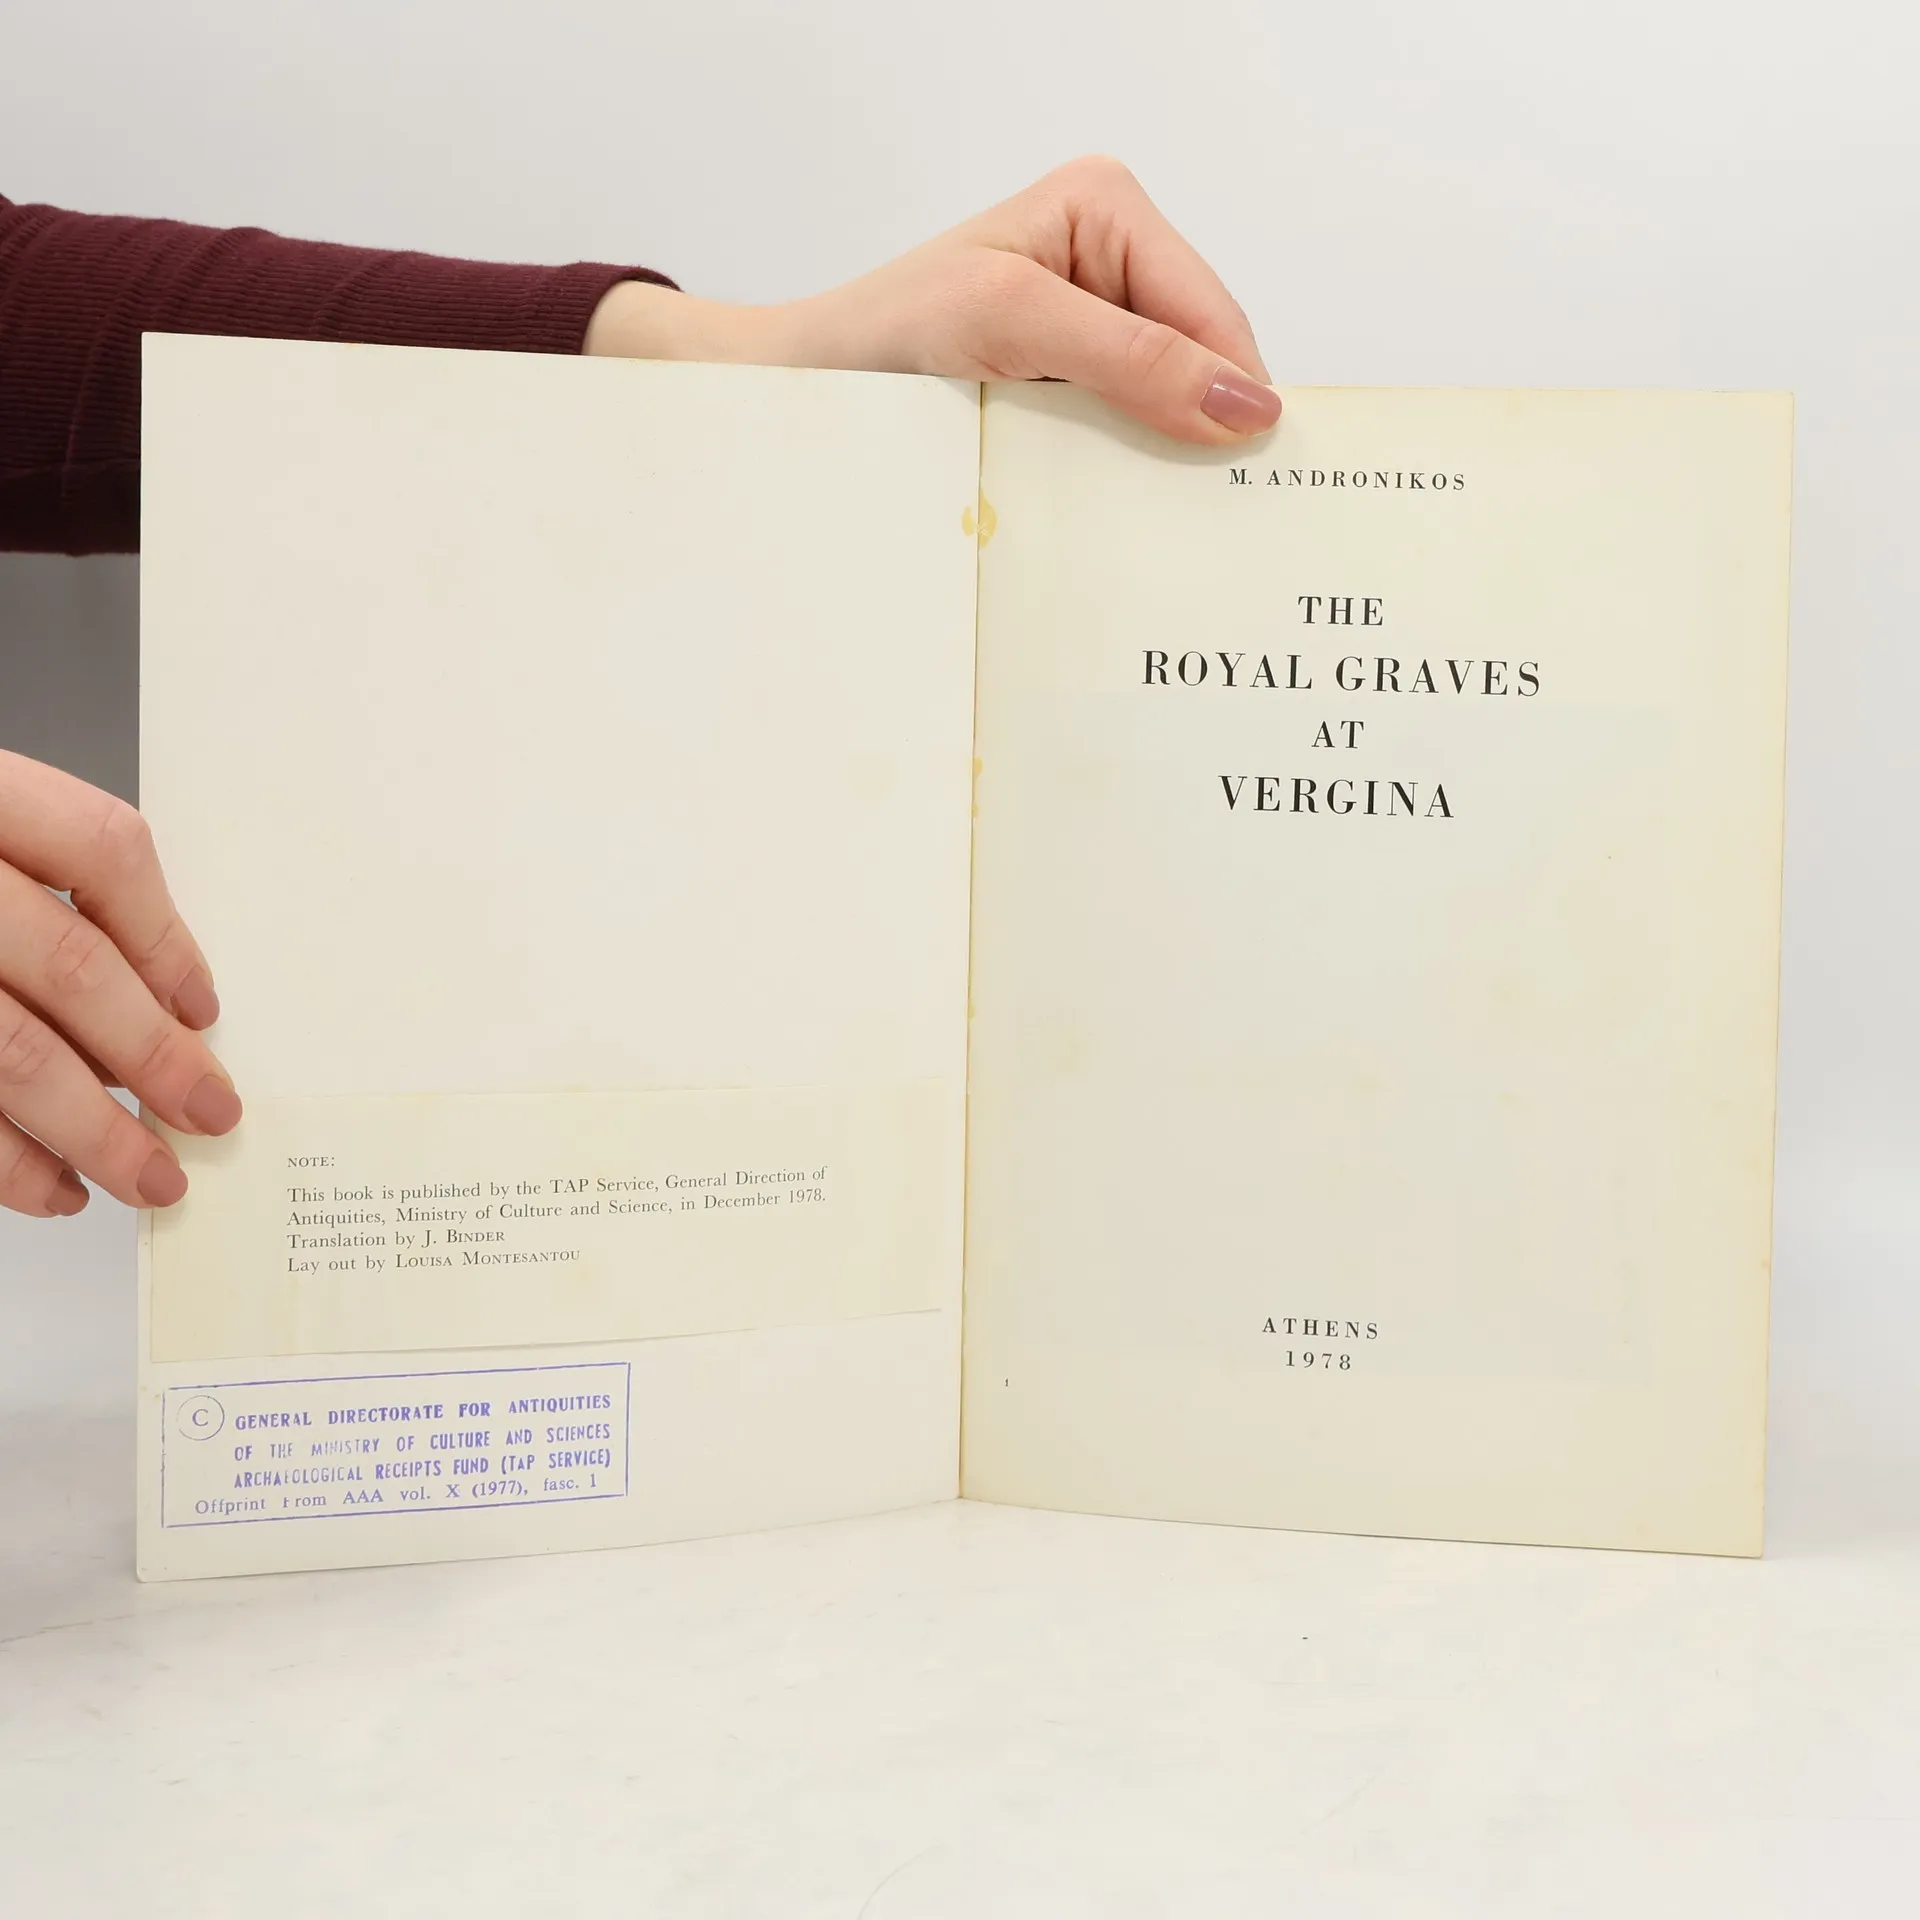 NOTE:
This book is published by the TAP Service, General Direction of
Antiquities, Ministry of Culture and Science, in December 1978.
Translation by J. BINDER
Lay out by LOUISA MONTESANTOU
C GENERAL DIRECTORATE FOR ANTIQUITIES
OF THE MINISTRY OF CULTURE AND SCIENCES
ARCHAEOLOGICAL RECEIPTS FUND (TAP SERVICE)
Offprint from AAA vol. X (1977), fasc. 1
M. ANDRONIKOS
THE
ROYAL GRAVES
AT
VERGINA
ATHENS
1978
1